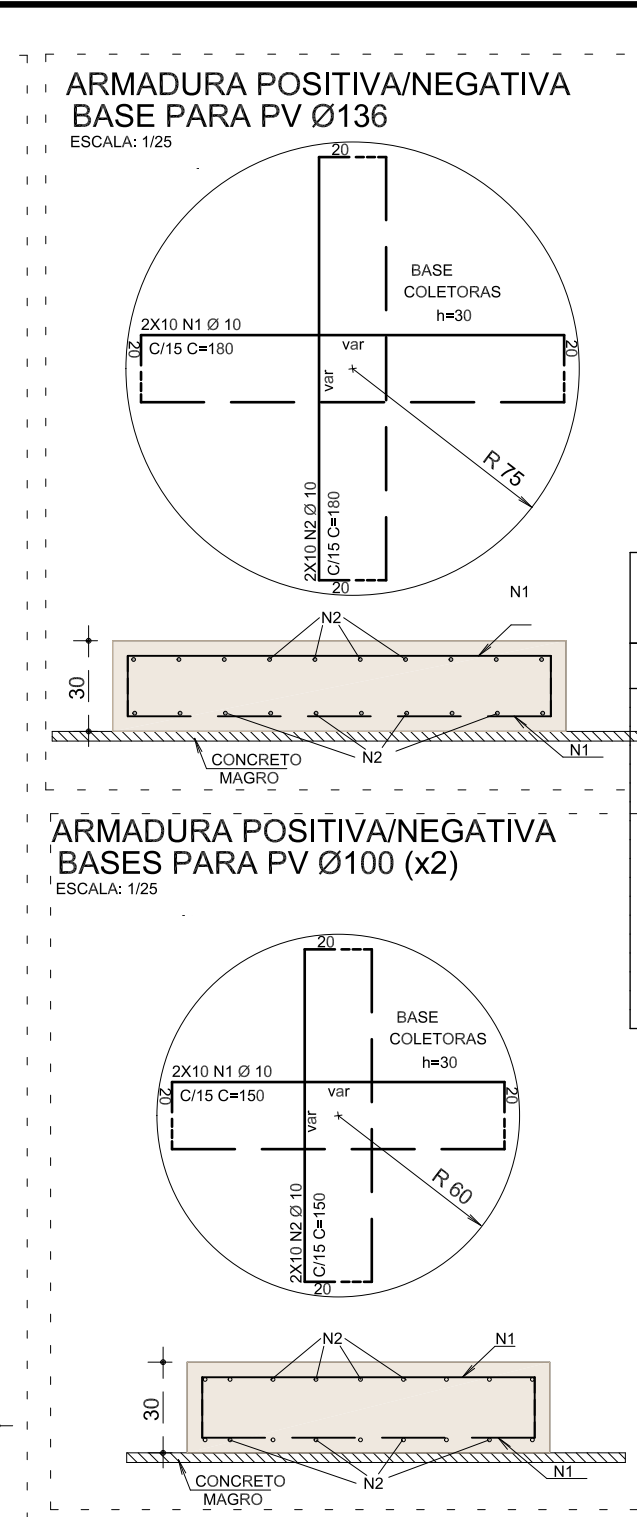 ARMADURA POSITIVA/NEGATIVA
BASE PARA PV Ø136
ESCALA: 1/25
20
BASE
COLETORAS
h=30
2X10 N1 Ø 10
C/15 C=180
20
20
var
var
R 75
2X10 N2 Ø 10
C/15 C=180
20
N1
N2
30
N2
N1
CONCRETO
MAGRO
ARMADURA POSITIVA/NEGATIVA
BASES PARA PV Ø100 (x2)
ESCALA: 1/25
20
BASE
COLETORAS
h=30
2X10 N1 Ø 10
C/15 C=150
20
20
var
var
R 60
2X10 N2 Ø 10
C/15 C=150
20
N2
N1
30
N2
N1
CONCRETO
MAGRO